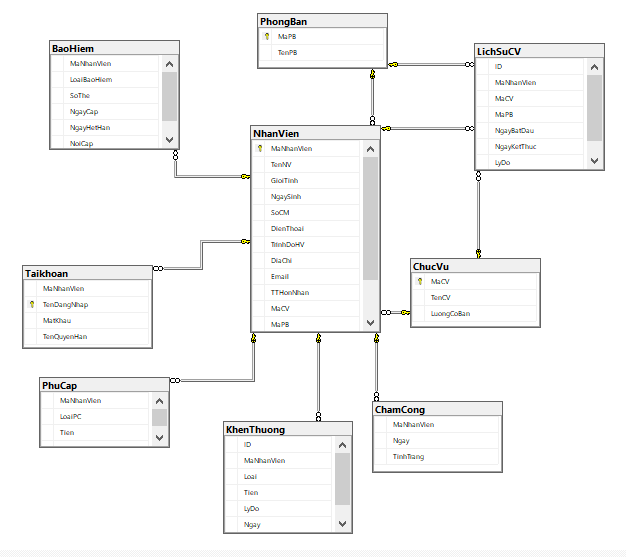 PhongBan
MaPB
TenPB
BaoHiem
MaNhanVien
LoaiBaoHiem
SoThe
NgayCap
NgayHetHan
NoiCap
LichSuCV
ID
MaNhanVien
MaCV
MaPB
NgayBatDau
NgayKetThuc
LyDo
NhanVien
MaNhanVien
TenNV
GioiTinh
NgaySinh
SoCM
DienThoai
TrinhDoHV
DiaChi
Email
TTHonNhan
MaCV
MaPB
Taikhoan
MaNhanVien
TenDangNhap
MatKhau
TenQuyenHan
ChucVu
MaCV
TenCV
LuongCoBan
PhuCap
MaNhanVien
LoaiPC
Tien
KhenThuong
ID
MaNhanVien
Loai
Tien
LyDo
Ngay
ChamCong
MaNhanVien
Ngay
TinhTrang